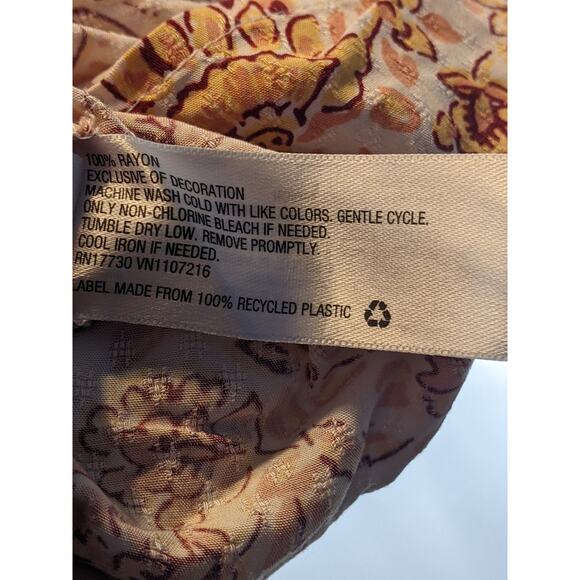 100% RAYON
EXCLUSIVE OF DECORATION
MACHINE WASH COLD WITH LIKE COLORS. GENTLE CYCLE.
ONLY NON-CHLORINE BLEACH IF NEEDED.
TUMBLE DRY LOW. REMOVE PROMPTLY.
COOL IRON IF NEEDED.
RN17730 VN1107216
LABEL MADE FROM 100% RECYCLED PLASTIC